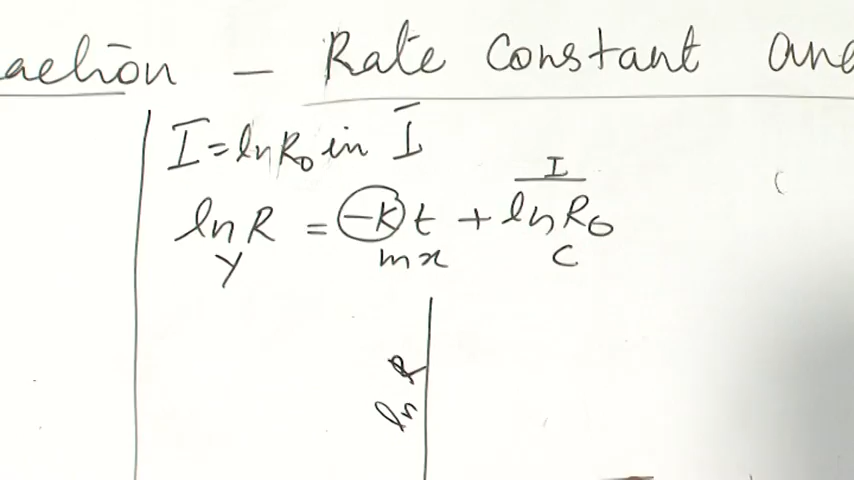 action – Rate Constant and
I = ln R₀ in I
I
ln R = -k t + ln R₀
y mx c
ln R